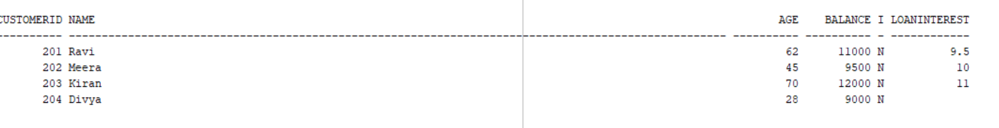 CUSTOMERID NAME AGE BALANCE I LOANINTEREST
---------- ---------------------------------------------------------------------------------------------------- ---------- ---------- - ------------
201 Ravi 62 11000 N 9.5
202 Meera 45 9500 N 10
203 Kiran 70 12000 N 11
204 Divya 28 9000 N